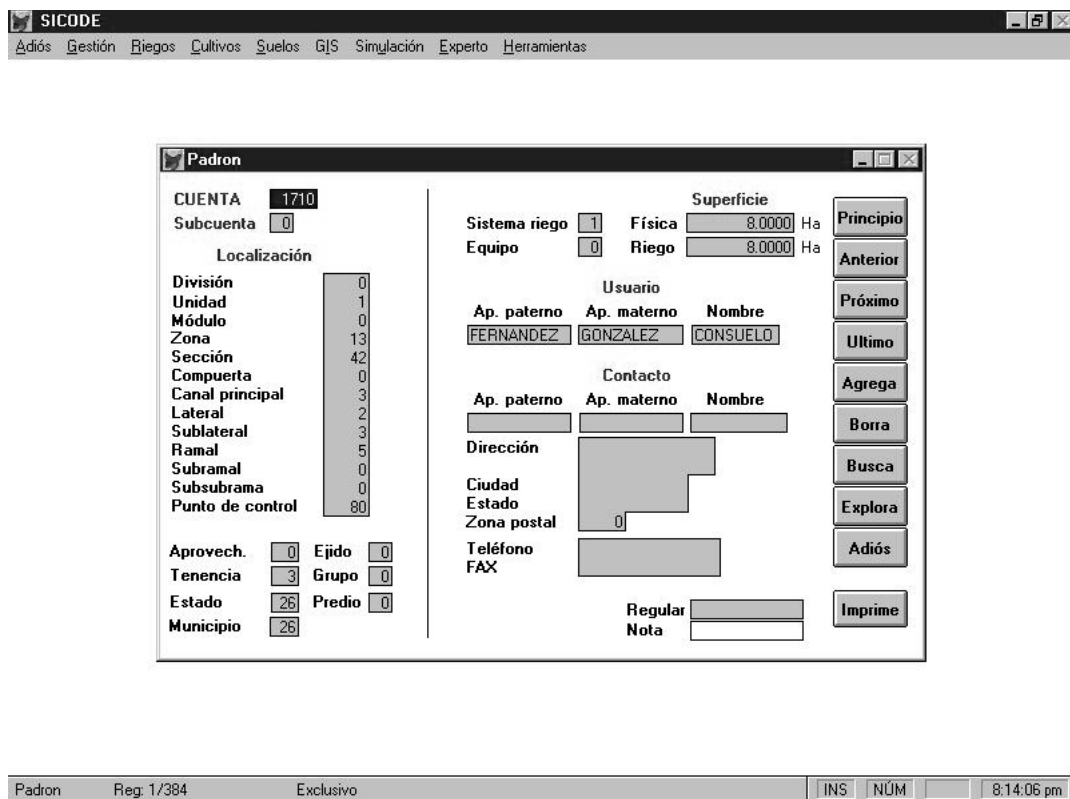 SICODE
Adiós Gestión Riegos Cultivos Suelos GIS Simulación Experto Herramientas
Padron
CUENTA 1710
Subcuenta 0
Localización
División 0
Unidad 1
Módulo 0
Zona 13
Sección 42
Compuerta 0
Canal principal 3
Lateral 2
Sublateral 3
Ramal 5
Subramal 0
Subsubrama 0
Punto de control 80
Aprovech. 0 Ejido 0
Tenencia 3 Grupo 0
Estado 26 Predio 0
Municipio 26
Superficie
Sistema riego 1 Física 8.0000 Ha
Equipo 0 Riego 8.0000 Ha
Usuario
Ap. paterno Ap. materno Nombre
FERNANDEZ GONZALEZ CONSUELO
Contacto
Ap. paterno Ap. materno Nombre
Dirección
Ciudad
Estado
Zona postal 0
Teléfono
FAX
Regular
Nota
Principio
Anterior
Próximo
Ultimo
Agrega
Borra
Busca
Explora
Adiós
Imprime
Padron Reg: 1/384 Exclusivo INS NÚM 8:14:06 pm